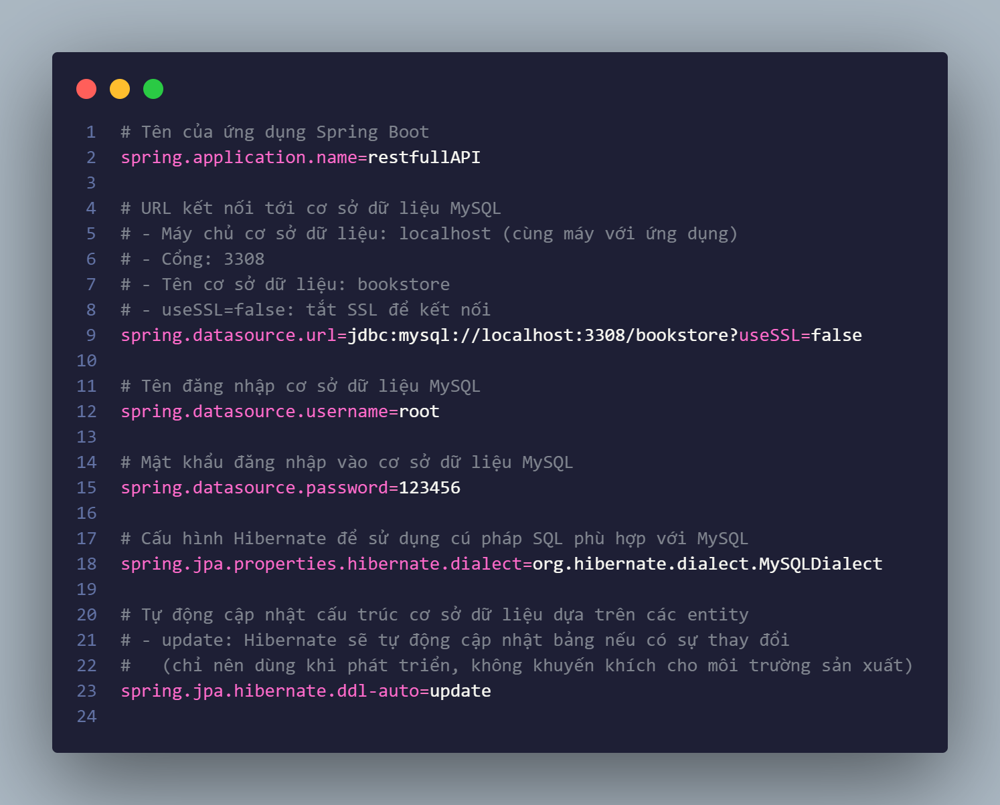 1 # Tên của ứng dụng Spring Boot
2 spring.application.name=restfullAPI
3
4 # URL kết nối tới cơ sở dữ liệu MySQL
5 # - Máy chủ cơ sở dữ liệu: localhost (cùng máy với ứng dụng)
6 # - Cổng: 3308
7 # - Tên cơ sở dữ liệu: bookstore
8 # - useSSL=false: tắt SSL để kết nối
9 spring.datasource.url=jdbc:mysql://localhost:3308/bookstore?useSSL=false
10
11 # Tên đăng nhập cơ sở dữ liệu MySQL
12 spring.datasource.username=root
13
14 # Mật khẩu đăng nhập vào cơ sở dữ liệu MySQL
15 spring.datasource.password=123456
16
17 # Cấu hình Hibernate để sử dụng cú pháp SQL phù hợp với MySQL
18 spring.jpa.properties.hibernate.dialect=org.hibernate.dialect.MySQLDialect
19
20 # Tự động cập nhật cấu trúc cơ sở dữ liệu dựa trên các entity
21 # - update: Hibernate sẽ tự động cập nhật bảng nếu có sự thay đổi
22 #   (chỉ nên dùng khi phát triển, không khuyến khích cho môi trường sản xuất)
23 spring.jpa.hibernate.ddl-auto=update
24